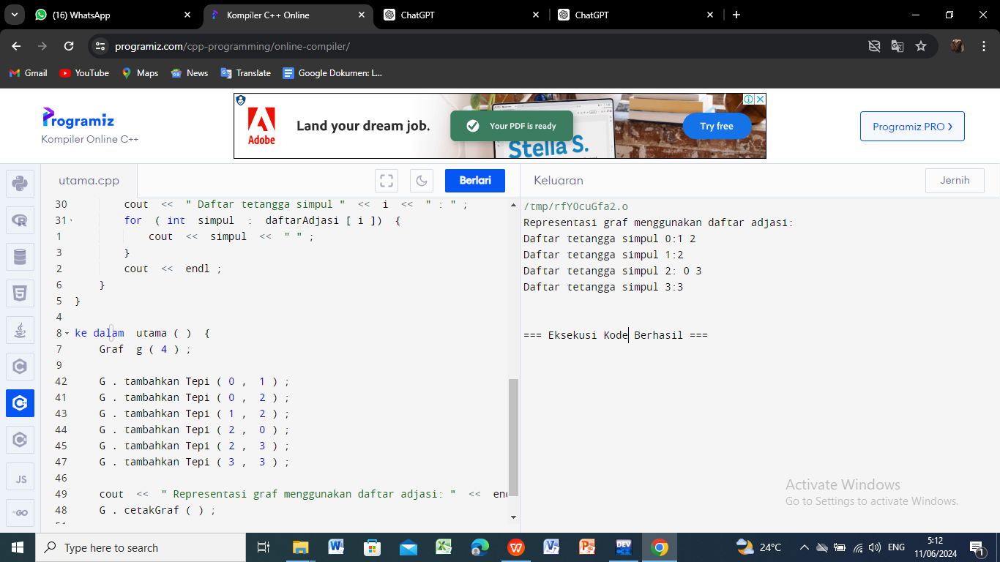 (16) WhatsApp
Kompiler C++ Online
ChatGPT
ChatGPT
programiz.com/cpp-programming/online-compiler/
Gmail
YouTube
Maps
News
Translate
Google Dokumen: L...
Programiz
Kompiler Online C++
Adobe
Land your dream job.
Your PDF is ready
Stella S.
Try free
Programiz PRO
utama.cpp
Berlari
Keluaran
Jernih
30 cout << " Daftar tetangga simpul " << i << " : " ;
31 for ( int simpul : daftarAdjasi [ i ]) {
1 cout << simpul << " " ;
3 }
2 cout << endl ;
6 }
5 }
4
8 ke dalam utama ( ) {
7 Graf g ( 4 ) ;
9
42 G . tambahkan Tepi ( 0 , 1 ) ;
41 G . tambahkan Tepi ( 0 , 2 ) ;
43 G . tambahkan Tepi ( 1 , 2 ) ;
44 G . tambahkan Tepi ( 2 , 0 ) ;
45 G . tambahkan Tepi ( 2 , 3 ) ;
47 G . tambahkan Tepi ( 3 , 3 ) ;
46
49 cout << " Representasi graf menggunakan daftar adjasi: " <<
48 G . cetakGraf ( ) ;
/tmp/rfYOcuGfa2.o
Representasi graf menggunakan daftar adjasi:
Daftar tetangga simpul 0:1 2
Daftar tetangga simpul 1:2
Daftar tetangga simpul 2: 0 3
Daftar tetangga simpul 3:3
=== Eksekusi Kode Berhasil ===
JS
GO
Activate Windows
Go to Settings to activate Windows.
Type here to search
DEV
24°C
ENG
5:12
11/06/2024
1